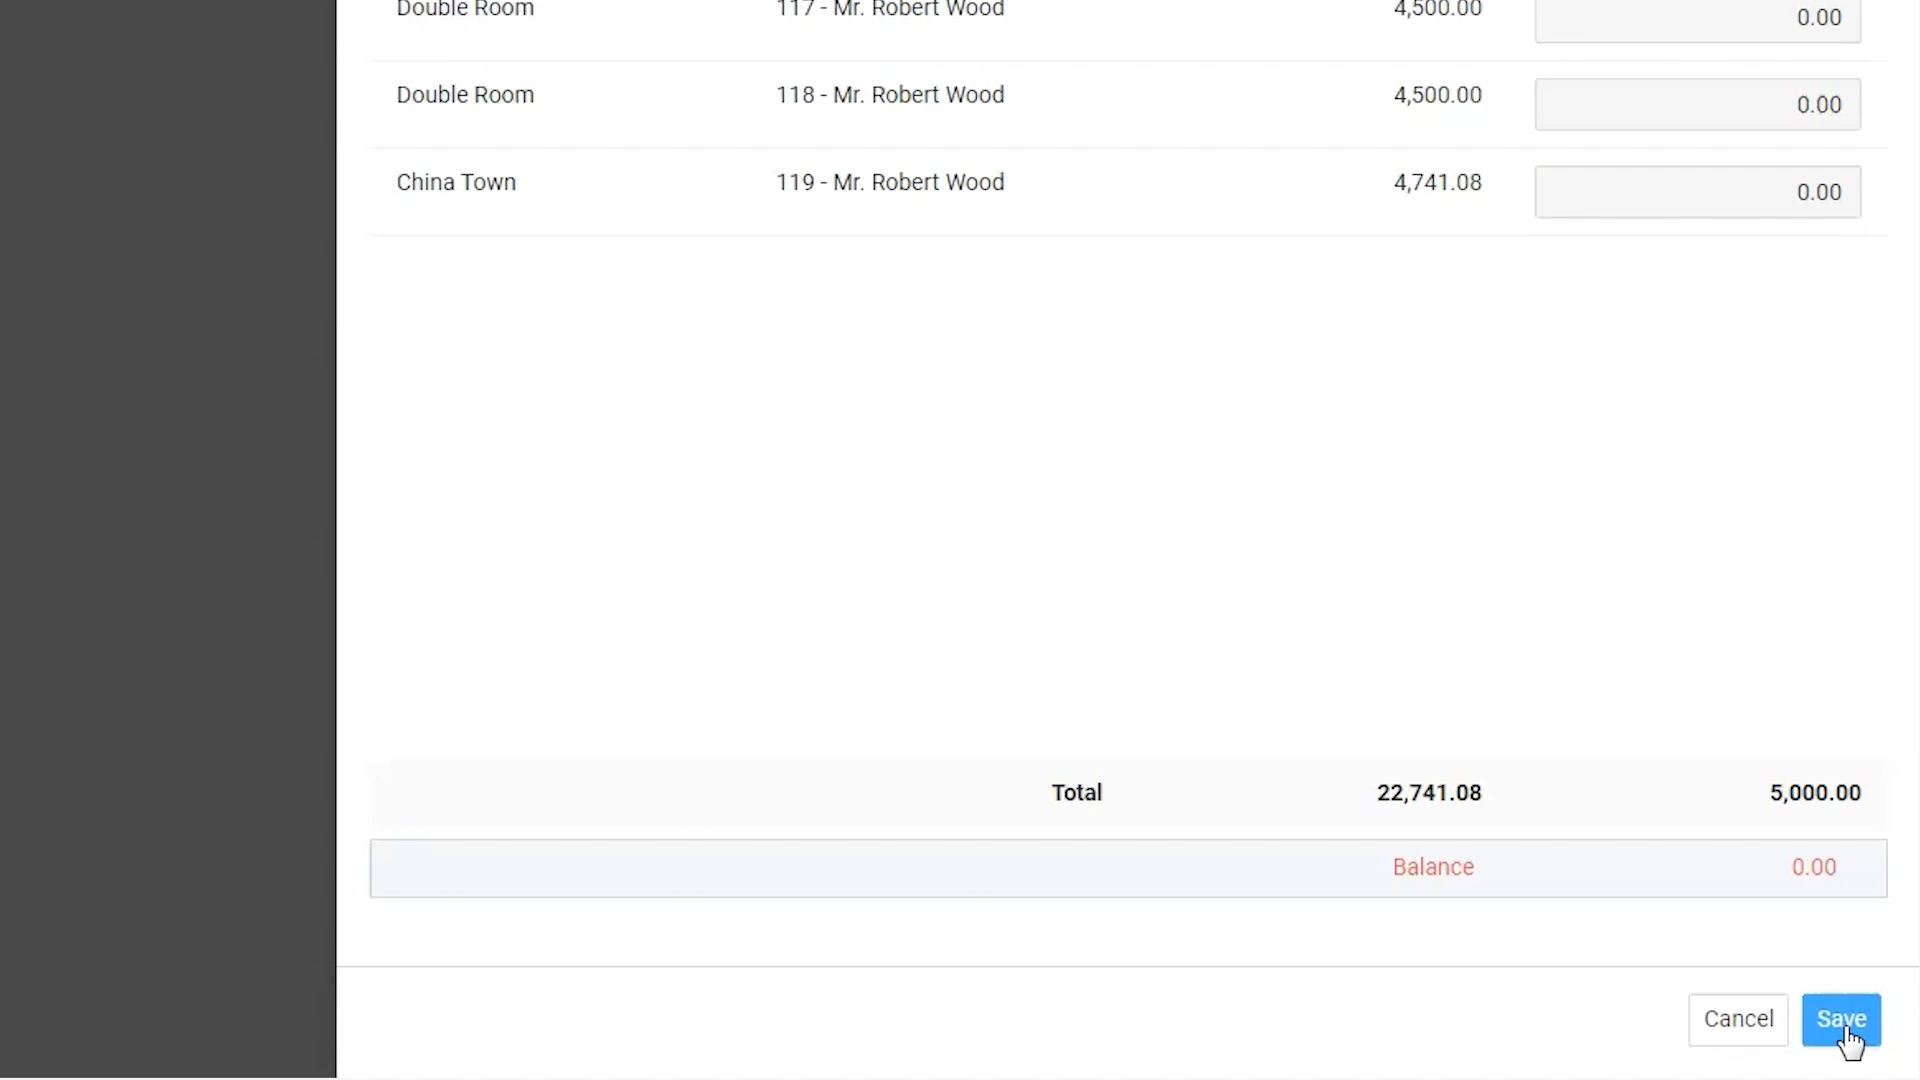 Double Room 117 - Mr. Robert Wood 4,500.00 0.00
Double Room 118 - Mr. Robert Wood 4,500.00 0.00
China Town 119 - Mr. Robert Wood 4,741.08 0.00
Total 22,741.08 5,000.00
Balance 0.00
Cancel Save